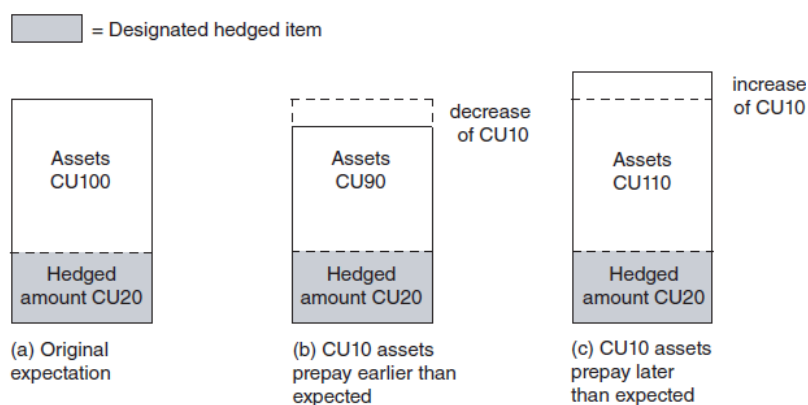 = Designated hedged item
Assets
CU100
Hedged
amount CU20
(a) Original
expectation
decrease
of CU10
Assets
CU90
Hedged
amount CU20
(b) CU10 assets
prepay earlier than
expected
increase
of CU10
Assets
CU110
Hedged
amount CU20
(c) CU10 assets
prepay later
than expected